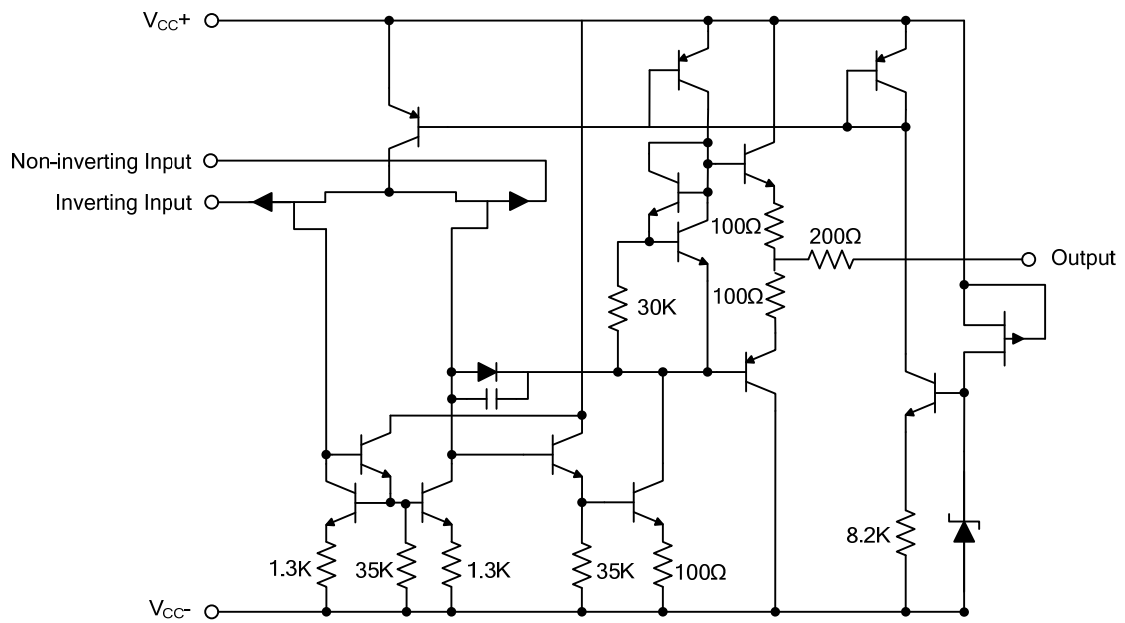 VCC+
Non-inverting Input
Inverting Input
100Ω
200Ω
Output
100Ω
30K
8.2K
1.3K
35K
1.3K
35K
100Ω
VCC-